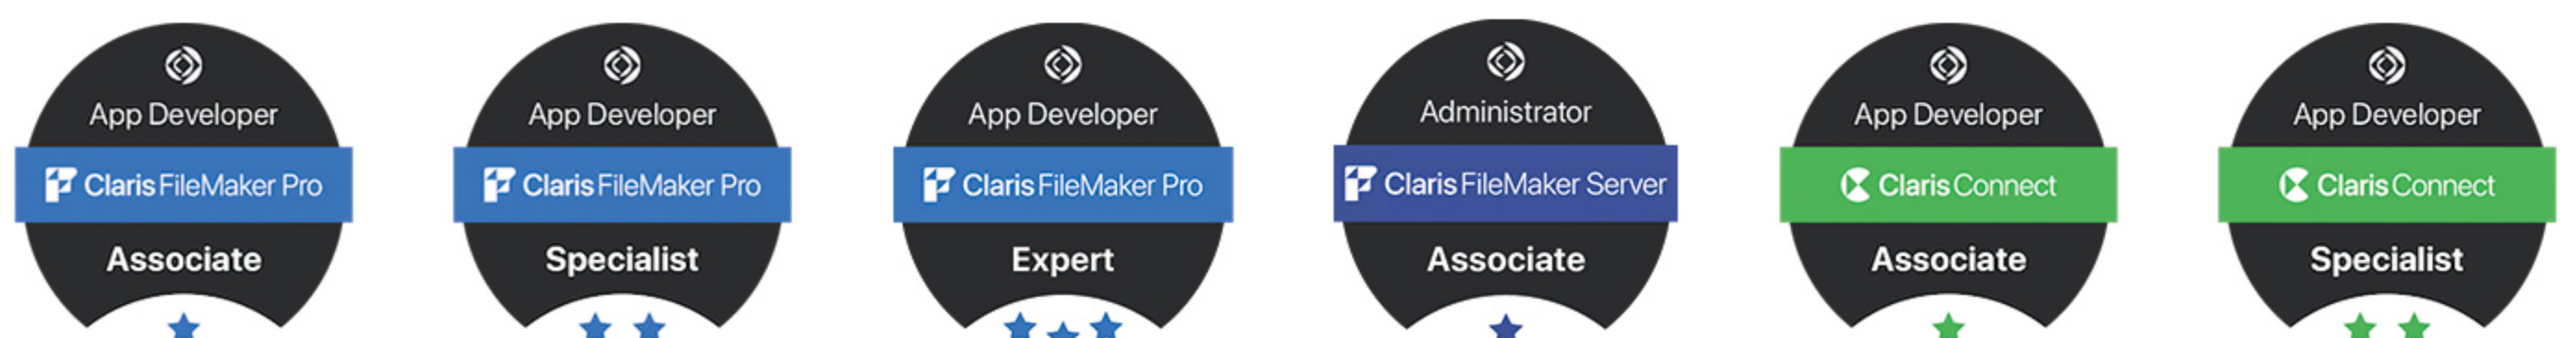 App Developer
Claris FileMaker Pro
Associate
App Developer
Claris FileMaker Pro
Specialist
App Developer
Claris FileMaker Pro
Expert
Administrator
Claris FileMaker Server
Associate
App Developer
Claris Connect
Associate
App Developer
Claris Connect
Specialist